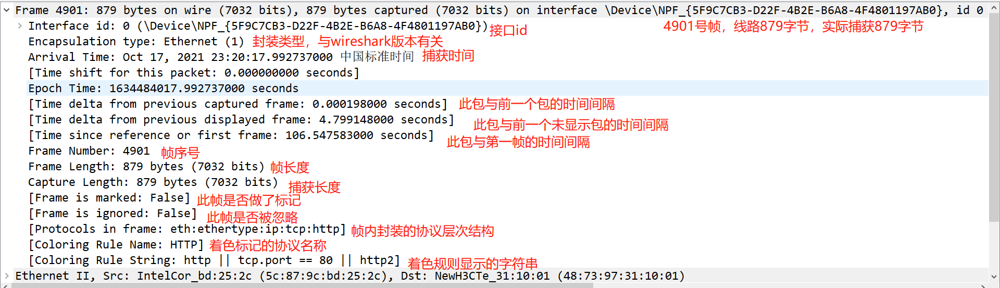 Frame 4901: 879 bytes on wire (7032 bits), 879 bytes captured (7032 bits) on interface \Device\NPF_{5F9C7CB3-D22F-4B2E-B6A8-4F4801197AB0}, id 0
Interface id: 0 (\Device\NPF_{5F9C7CB3-D22F-4B2E-B6A8-4F4801197AB0}) 接口id 4901号帧，线路879字节，实际捕获879字节
Encapsulation type: Ethernet (1) 封装类型，与wireshark版本有关
Arrival Time: Oct 17, 2021 23:20:17.992737000 中国标准时间 捕获时间
[Time shift for this packet: 0.000000000 seconds]
Epoch Time: 1634484017.992737000 seconds
[Time delta from previous captured frame: 0.000198000 seconds] 此包与前一个包的时间间隔
[Time delta from previous displayed frame: 4.799148000 seconds] 此包与前一个未显示包的时间间隔
[Time since reference or first frame: 106.547583000 seconds] 此包与第一帧的时间间隔
Frame Number: 4901 帧序号
Frame Length: 879 bytes (7032 bits) 帧长度
Capture Length: 879 bytes (7032 bits) 捕获长度
[Frame is marked: False] 此帧是否做了标记
[Frame is ignored: False] 此帧是否被忽略
[Protocols in frame: eth:ethertype:ip:tcp:http] 帧内封装的协议层次结构
[Coloring Rule Name: HTTP] 着色标记的协议名称
[Coloring Rule String: http || tcp.port == 80 || http2] 着色规则显示的字符串
Ethernet II, Src: IntelCor_bd:25:2c (5c:87:9c:bd:25:2c), Dst: NewH3CTe_31:10:01 (48:73:97:31:10:01)